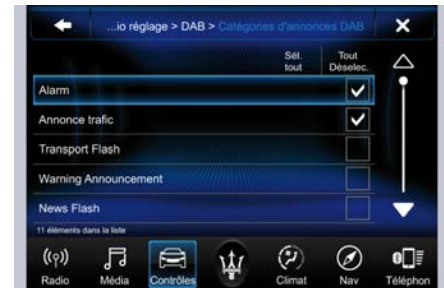 ...io réglage > DAB > Catégories d'annonces DAB
Sél. tout
Tout Désélec.
Alarm
Annonce trafic
Transport Flash
Warning Announcement
News Flash
11 éléments dans la liste
Radio Média Contrôles Climat Nav Téléphon